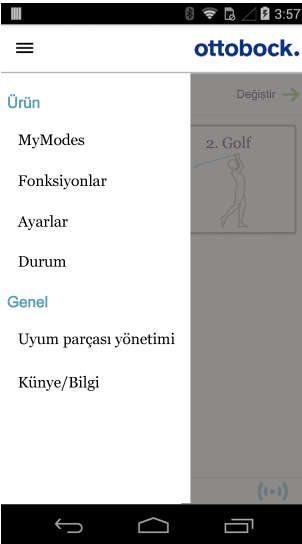 3:57
ottobock.
Ürün
Değiştir
MyModes
2. Golf
Fonksiyonlar
Ayarlar
Durum
Genel
Uyum parçası yönetimi
Künye/Bilgi